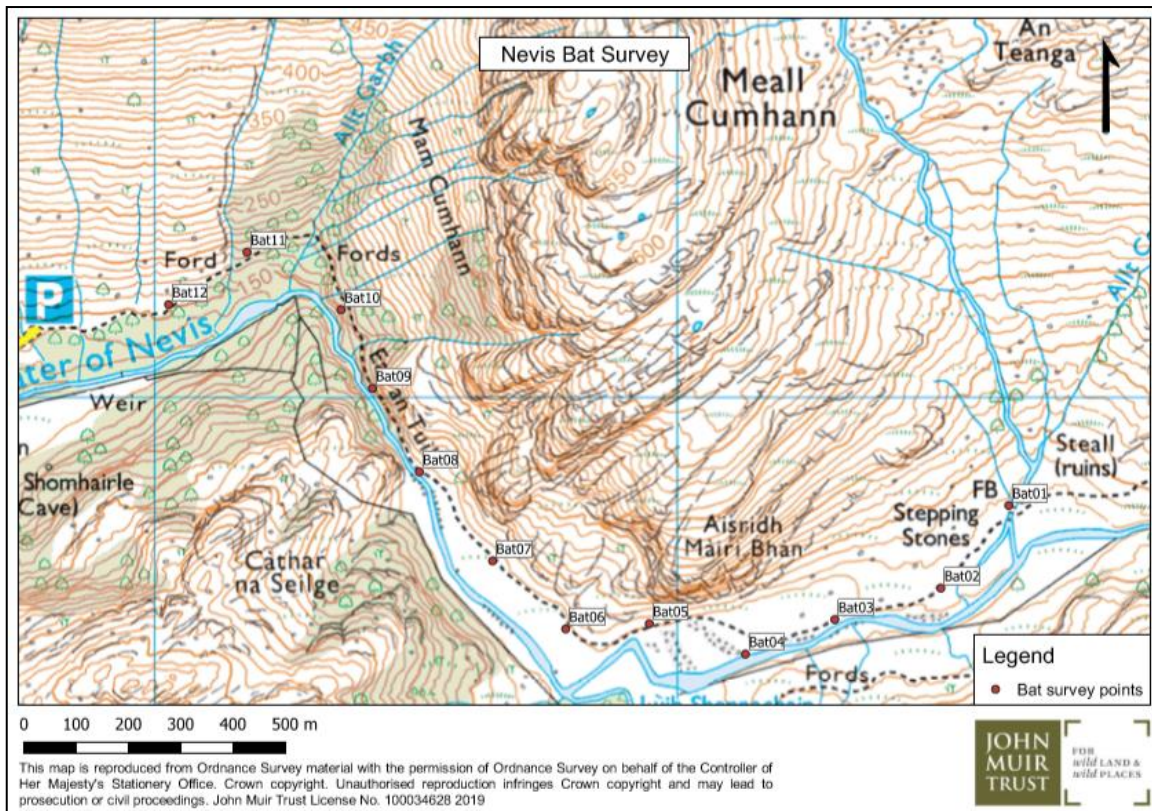 Nevis Bat Survey
An
Teanga
Meall
Cumhann
400
350
250
150
650
600
Allt Garbh
Mam Cumhann
Bat11
Ford
Fords
Bat12
Bat10
P
ater of Nevis
Weir
Bat09
Bat08
n
Shomhairle
Cave)
Cathar
na Seilge
Bat07
Aisridh
Mairi Bhan
Steall
(ruins)
FB
Bat01
Stepping
Stones
Bat02
Bat06
Bat05
Bat03
Bat04
Fords
Legend
Bat survey points
0 100 200 300 400 500 m
This map is reproduced from Ordnance Survey material with the permission of Ordnance Survey on behalf of the Controller of
Her Majesty's Stationery Office. Crown copyright. Unauthorised reproduction infringes Crown copyright and may lead to
prosecution or civil proceedings. John Muir Trust License No. 100034628 2019
JOHN
MUIR
TRUST
FOR
wild LAND &
wild PLACES